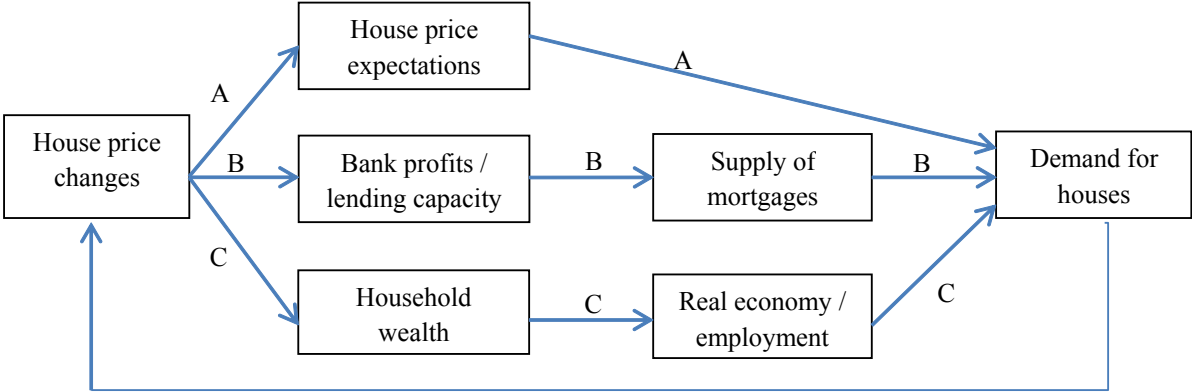 House price
expectations
A
A
House price
changes
B
Bank profits /
lending capacity
B
Supply of
mortgages
B
Demand for
houses
C
Household
wealth
C
Real economy /
employment
C